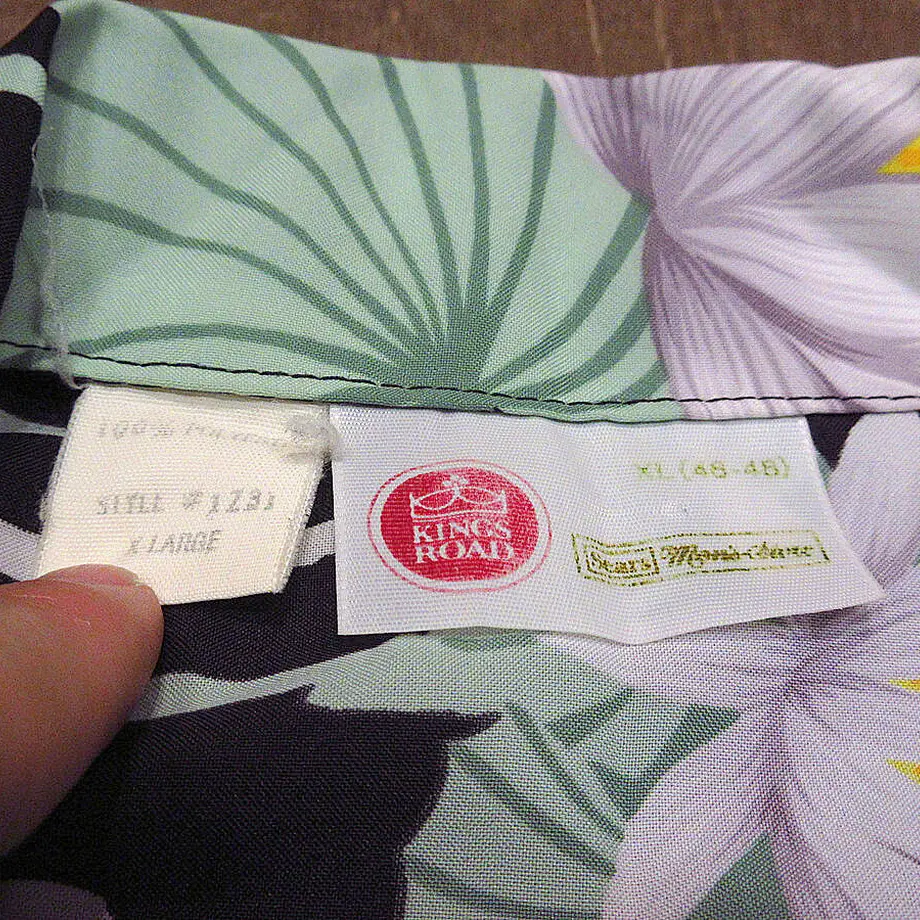 100% POLYESTER
STYLE #1231
X LARGE
XL (46-48)
KINGS
ROAD
Sears Men's Store